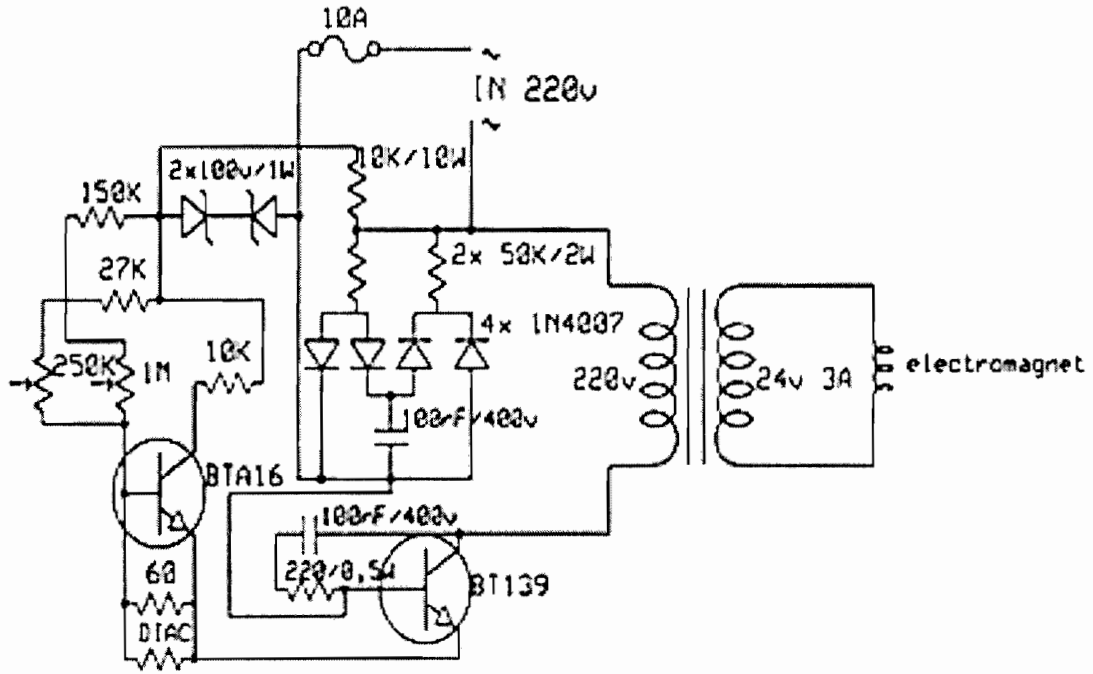 10A
~
IN 220v
~
10K/10W
2x100v/1W
150K
2x 50K/2W
27K
4x 1N4007
10K
250K
1M
220v
24v 3A
electromagnet
100nF/400v
BTA16
100nF/400v
60
220/0,5W
BT139
DIAC